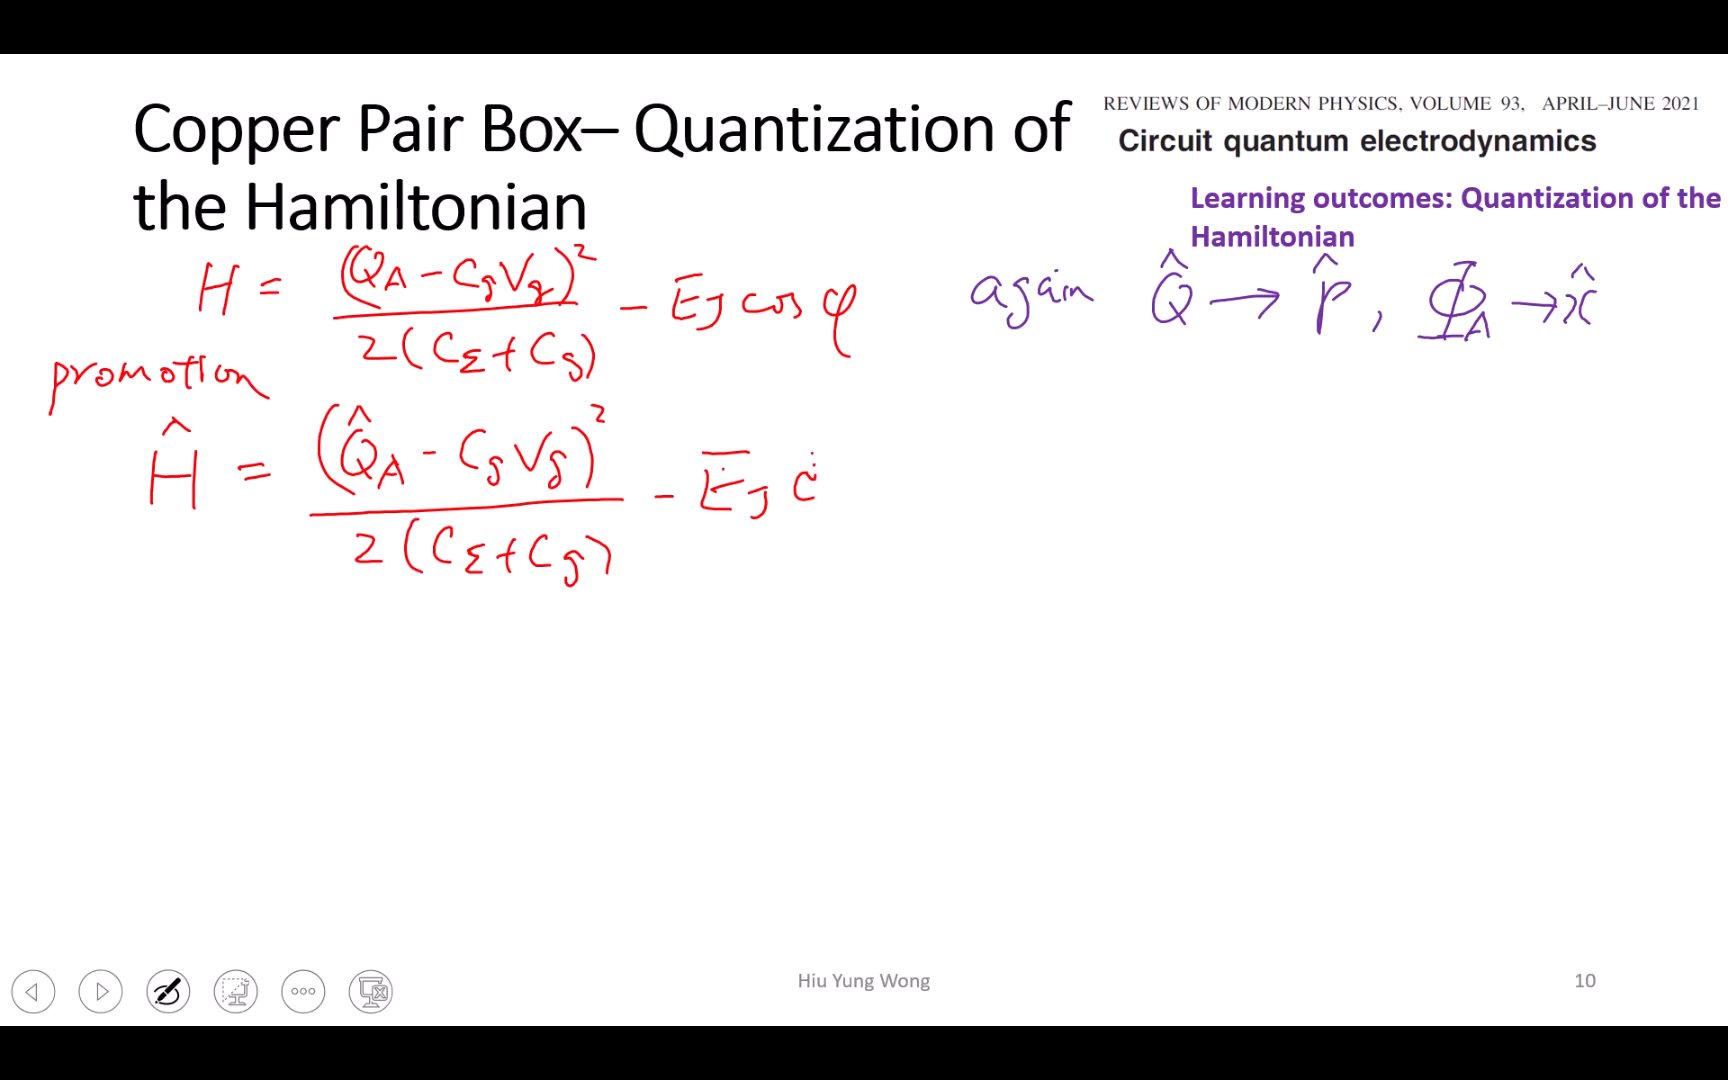 Copper Pair Box– Quantization of
the Hamiltonian
REVIEWS OF MODERN PHYSICS, VOLUME 93, APRIL–JUNE 2021
Circuit quantum electrodynamics
Learning outcomes: Quantization of the
Hamiltonian
H = (Q_A - C_g V_g)² / 2(C_Σ + C_g) - E_J cos φ
again Q̂ → p̂, Φ_A → x̂
promotion
Ĥ = (Q̂_A - C_g V_g)² / 2(C_Σ + C_g) - E_J c
Hiu Yung Wong
10